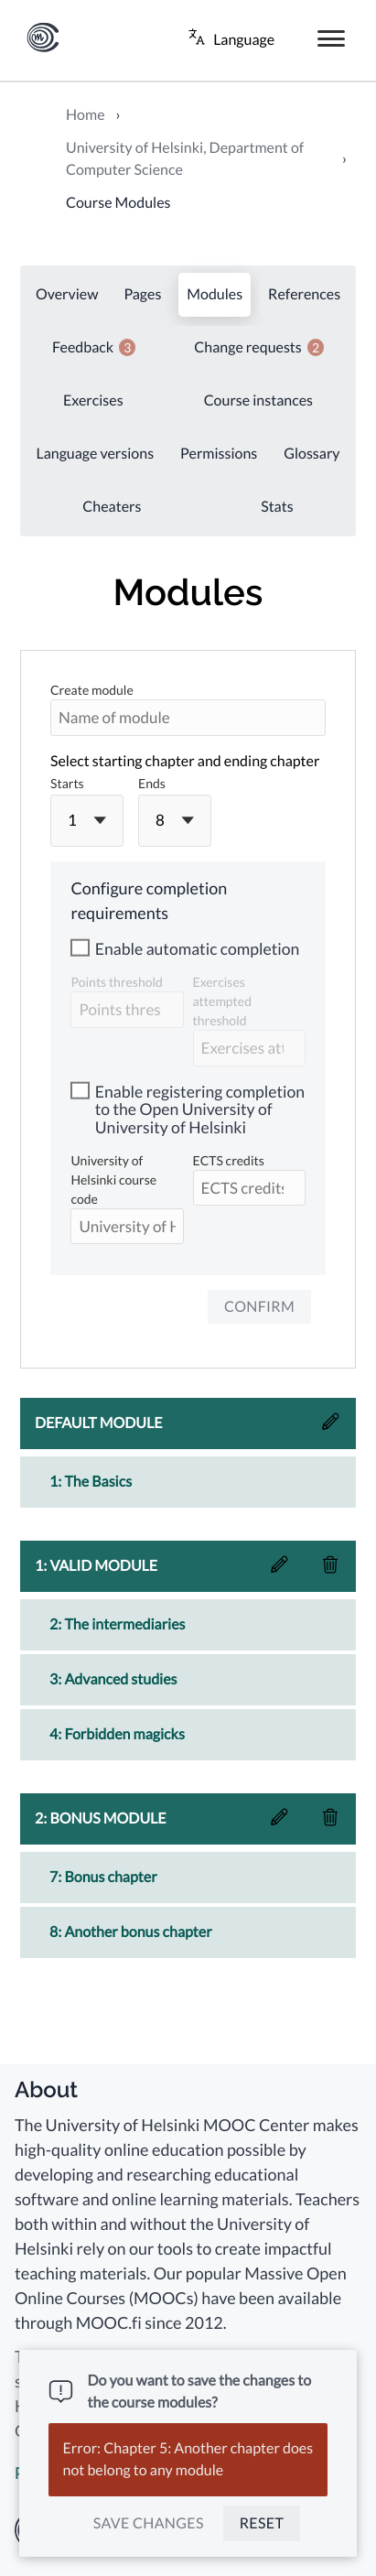 Language
Home ›
University of Helsinki, Department of
Computer Science ›
Course Modules
Overview Pages Modules References
Feedback 3 Change requests 2
Exercises Course instances
Language versions Permissions Glossary
Cheaters Stats
Modules
Create module
Name of module
Select starting chapter and ending chapter
Starts Ends
1 8
Configure completion
requirements
Enable automatic completion
Points threshold Exercises
attempted
threshold
Points thres
Exercises att
Enable registering completion
to the Open University of
University of Helsinki
University of ECTS credits
Helsinki course
code
ECTS credits
University of H
CONFIRM
DEFAULT MODULE
1: The Basics
1: VALID MODULE
2: The intermediaries
3: Advanced studies
4: Forbidden magicks
2: BONUS MODULE
7: Bonus chapter
8: Another bonus chapter
About
The University of Helsinki MOOC Center makes
high-quality online education possible by
developing and researching educational
software and online learning materials. Teachers
both within and without the University of
Helsinki rely on our tools to create impactful
teaching materials. Our popular Massive Open
Online Courses (MOOCs) have been available
through MOOC.fi since 2012.
Do you want to save the changes to
the course modules?
Error: Chapter 5: Another chapter does
not belong to any module
SAVE CHANGES RESET